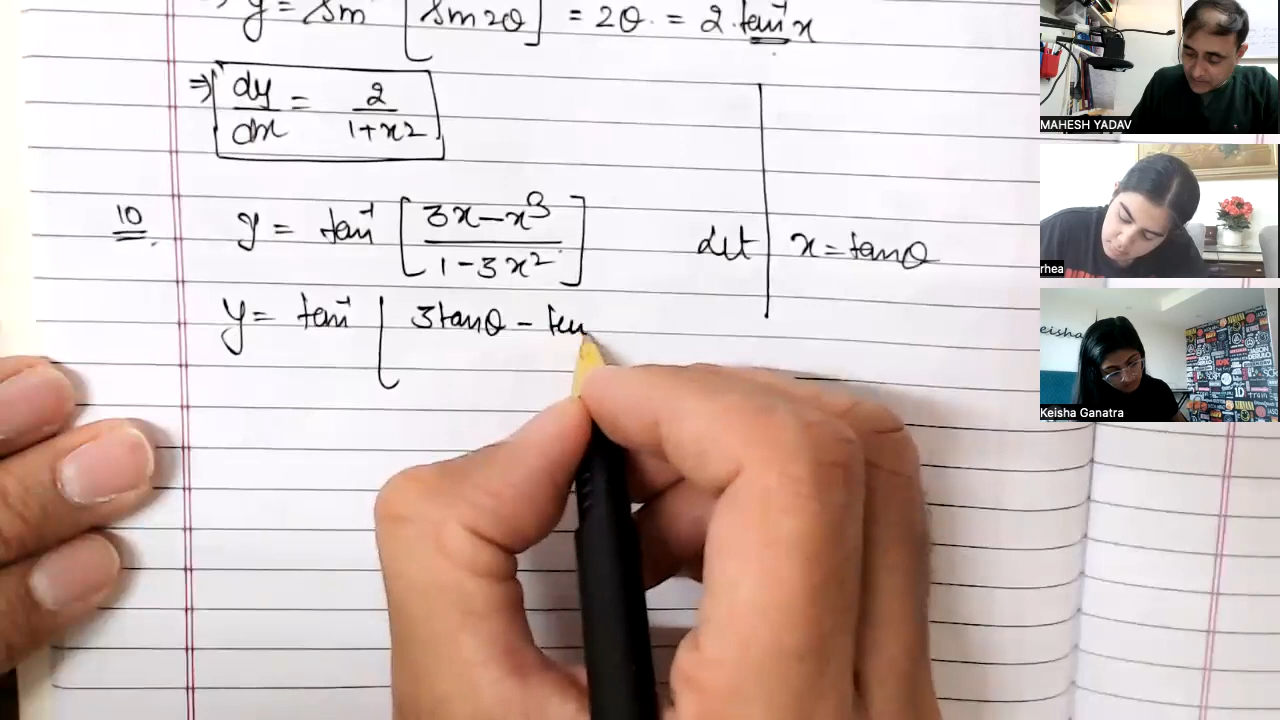 y = Sin⁻¹ [Sin 2θ] = 2θ. = 2.tan⁻¹x
⇒ dy/dx = 2/(1+x²)
10. y = tan⁻¹ [(3x-x³)/(1-3x²)] Let x = tanθ
y = tan⁻¹ [ 3tanθ - tan
MAHESH YADAV
rhea
Keisha Ganatra